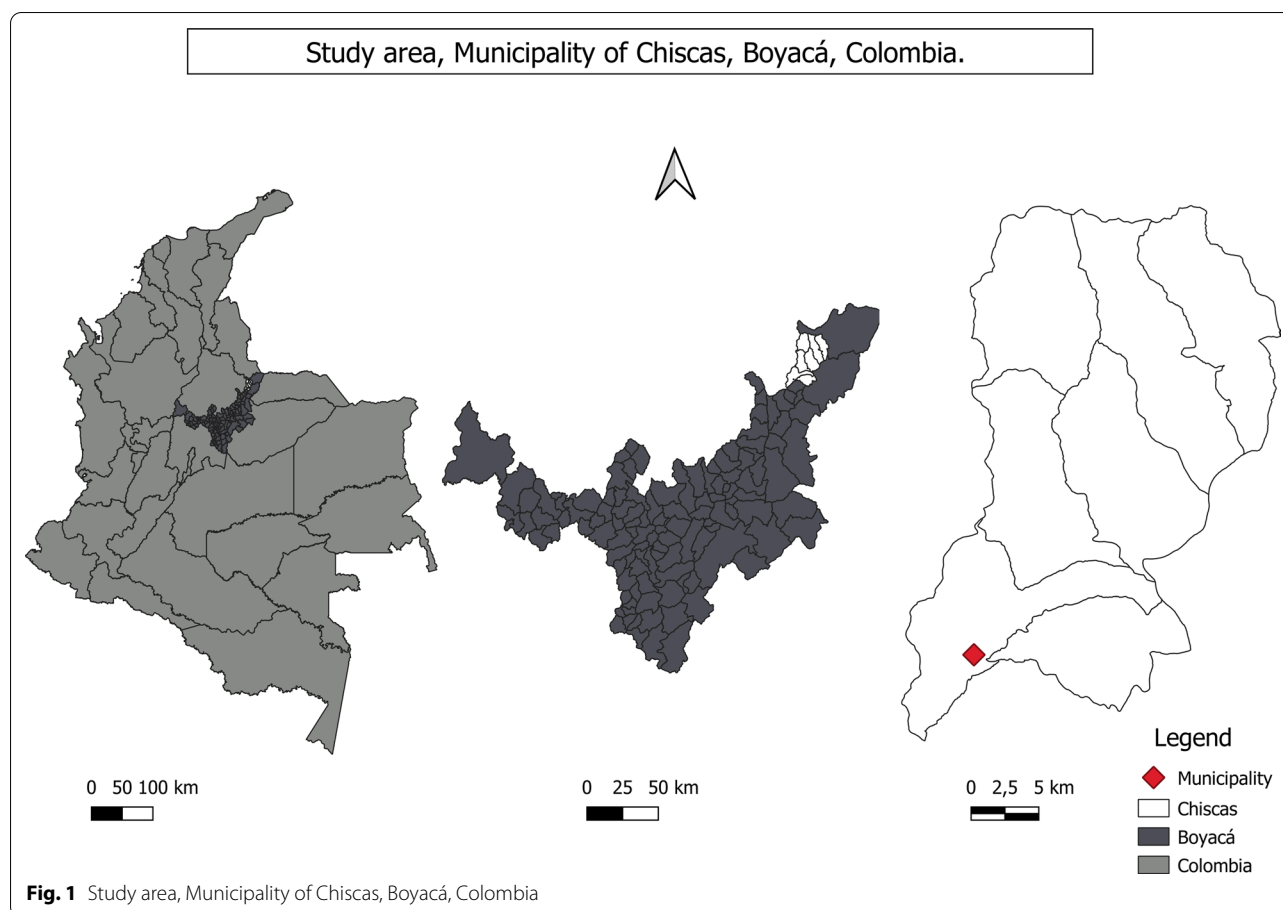 Study area, Municipality of Chiscas, Boyacá, Colombia.
0 50 100 km
0 25 50 km
0 2,5 5 km
Legend
Municipality
Chiscas
Boyacá
Colombia
Fig. 1 Study area, Municipality of Chiscas, Boyacá, Colombia